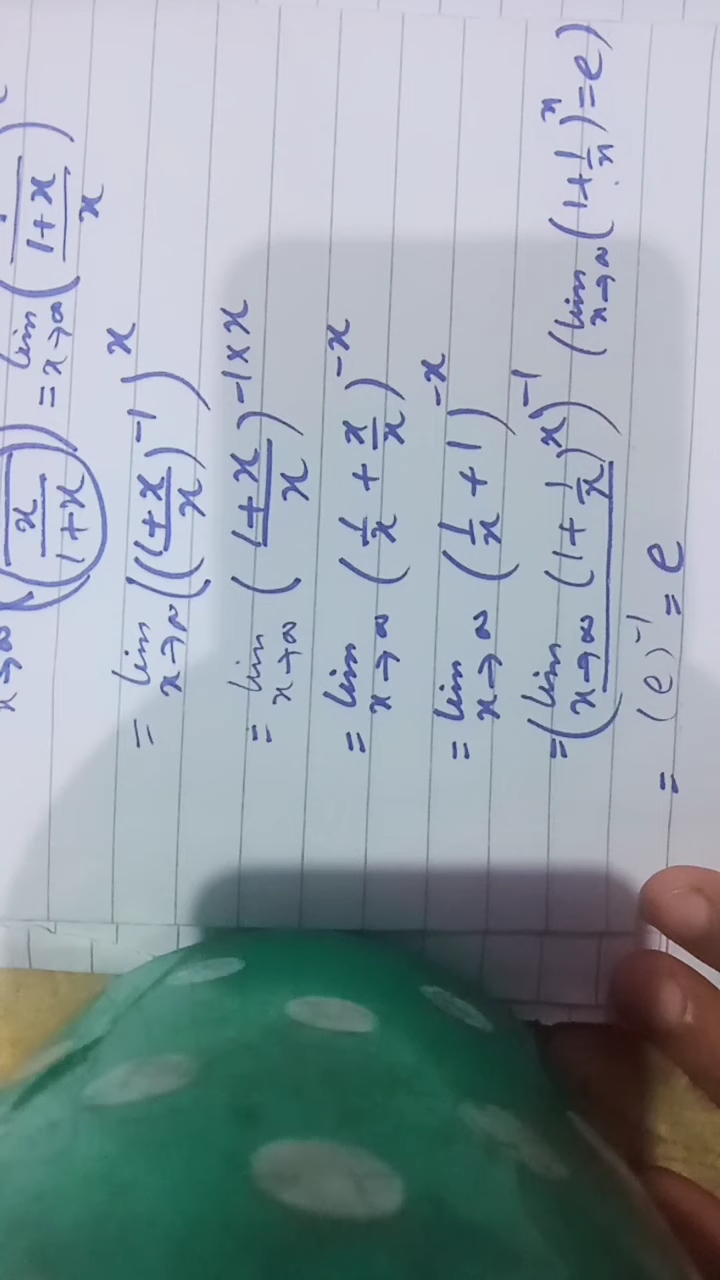 x→∞ (x/(1+x)) = lim x→∞ (1/((1+x)/x))
= lim x→∞ (((1+x)/x)^-1)^x
= lim x→∞ ((1+x)/x)^-1×x
= lim x→∞ (1/x + x/x)^-x
= lim x→∞ (1/x + 1)^-x
= (lim x→∞ (1 + 1/x)^x)^-1 (lim x→∞ (1 + 1/x)^x = e)
= (e)^-1 = e